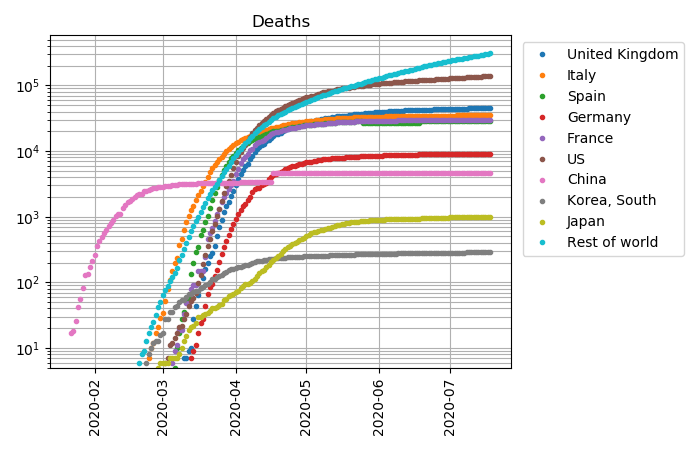 Deaths
10^5
10^4
10^3
10^2
10^1
2020-02
2020-03
2020-04
2020-05
2020-06
2020-07
United Kingdom
Italy
Spain
Germany
France
US
China
Korea, South
Japan
Rest of world